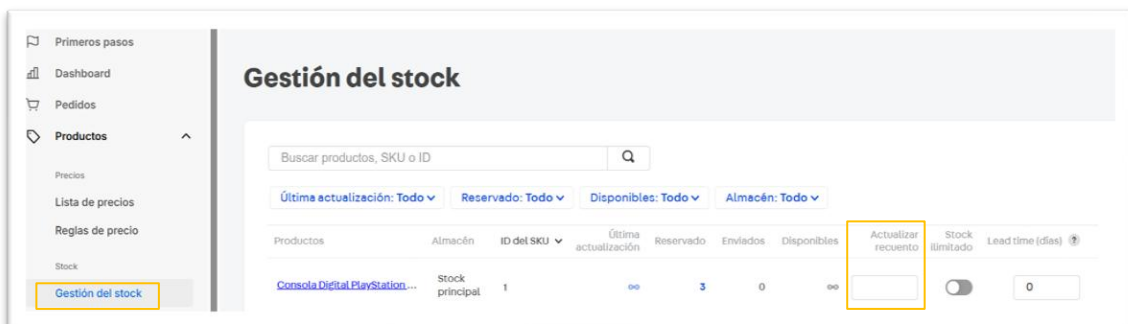 Primeros pasos
Dashboard
Pedidos
Productos
Precios
Lista de precios
Reglas de precio
Stock
Gestión del stock
Gestión del stock
Buscar productos, SKU o ID
Última actualización: Todo
Reservado: Todo
Disponibles: Todo
Almacén: Todo
Productos
Almacén
ID del SKU
Última
actualización
Reservado
Enviados
Disponibles
Actualizar
recuento
Stock
ilimitado
Lead time (días) ?
Consola Digital PlayStation ...
Stock
principal
1
∞
3
0
∞
0